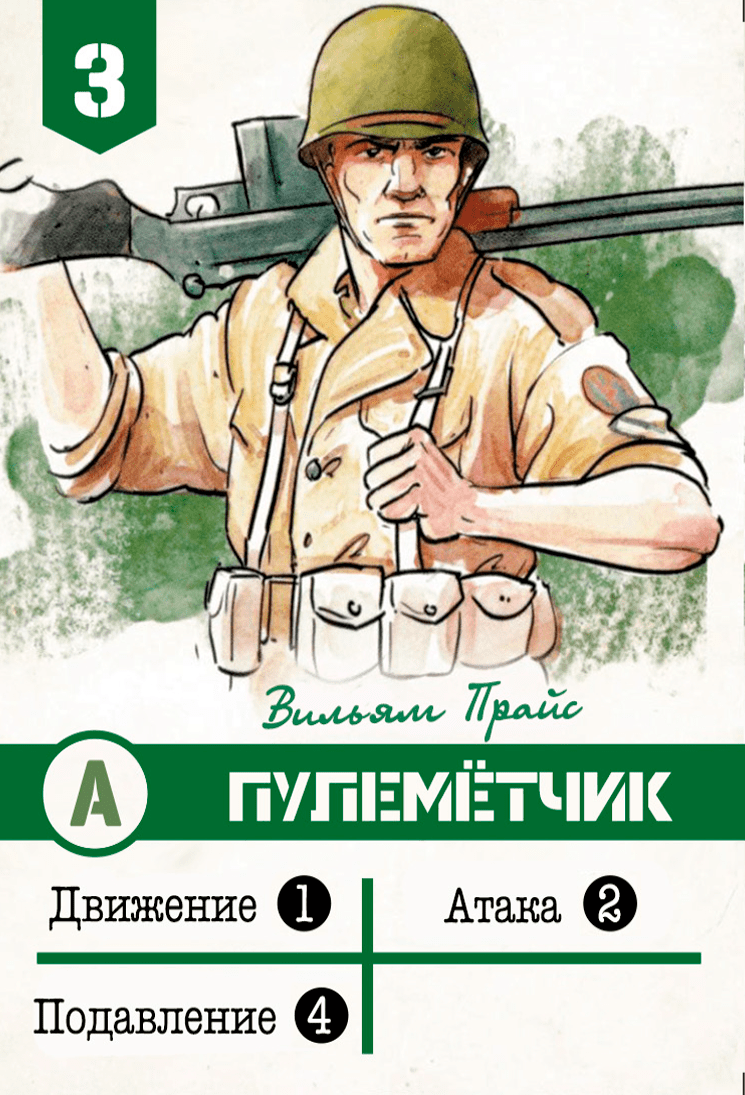 3
Вильям Прайс
А ПУЛЕМЁТЧИК
Движение 1 Атака 2
Подавление 4